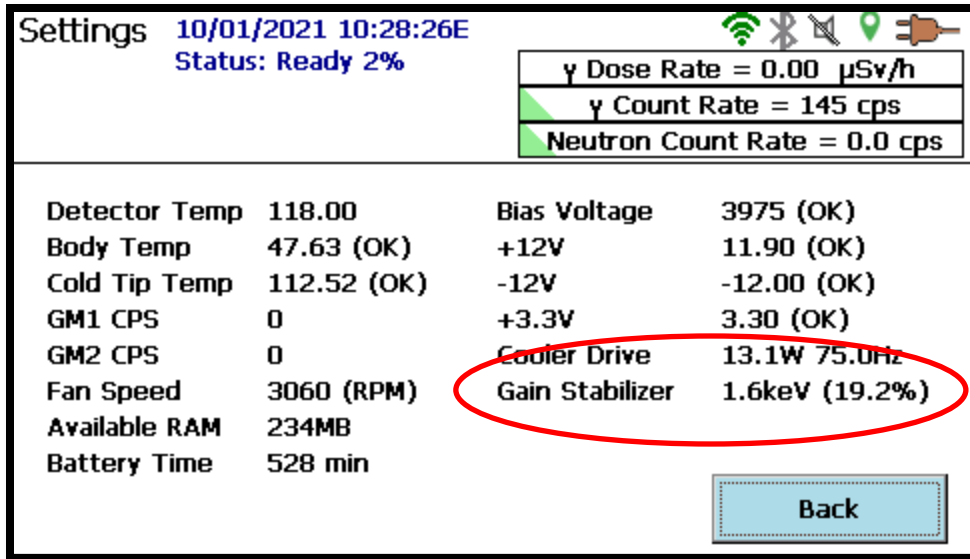 Settings 10/01/2021 10:28:26E
Status: Ready 2%
γ Dose Rate = 0.00 µSv/h
γ Count Rate = 145 cps
Neutron Count Rate = 0.0 cps
Detector Temp 118.00 Bias Voltage 3975 (OK)
Body Temp 47.63 (OK) +12V 11.90 (OK)
Cold Tip Temp 112.52 (OK) -12V -12.00 (OK)
GM1 CPS 0 +3.3V 3.30 (OK)
GM2 CPS 0 Cooler Drive 13.1W 75.0Hz
Fan Speed 3060 (RPM) Gain Stabilizer 1.6keV (19.2%)
Available RAM 234MB
Battery Time 528 min
Back